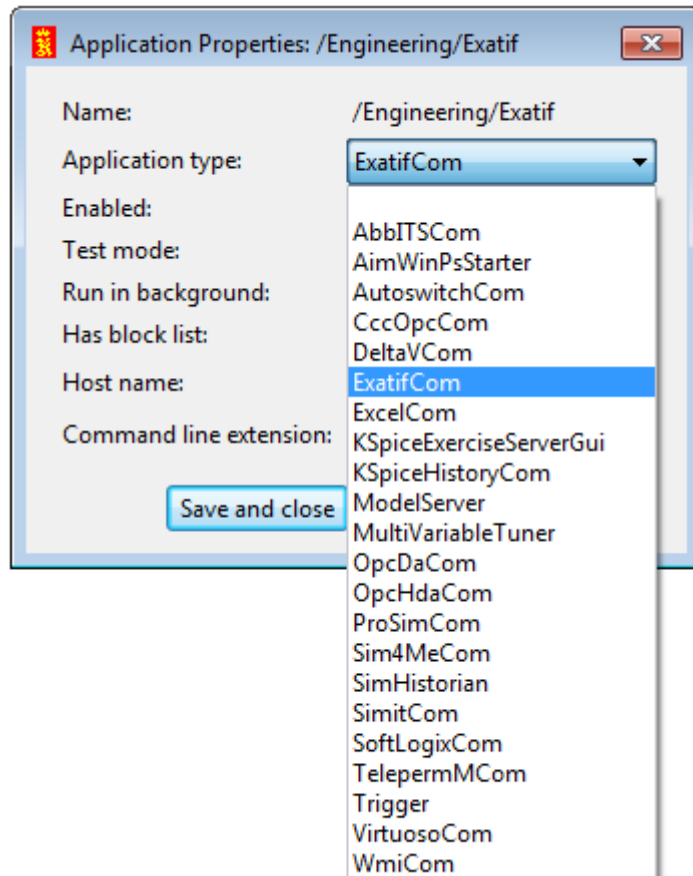 Application Properties: /Engineering/Exatif
Name: /Engineering/Exatif
Application type: ExatifCom
Enabled:
Test mode:
Run in background:
Has block list:
Host name:
Command line extension:
Save and close
AbbITSCom
AimWinPsStarter
AutoswitchCom
CccOpcCom
DeltaVCom
ExatifCom
ExcelCom
KSpiceExerciseServerGui
KSpiceHistoryCom
ModelServer
MultiVariableTuner
OpcDaCom
OpcHdaCom
ProSimCom
Sim4MeCom
SimHistorian
SimitCom
SoftLogixCom
TelepermMCom
Trigger
VirtuosoCom
WmiCom